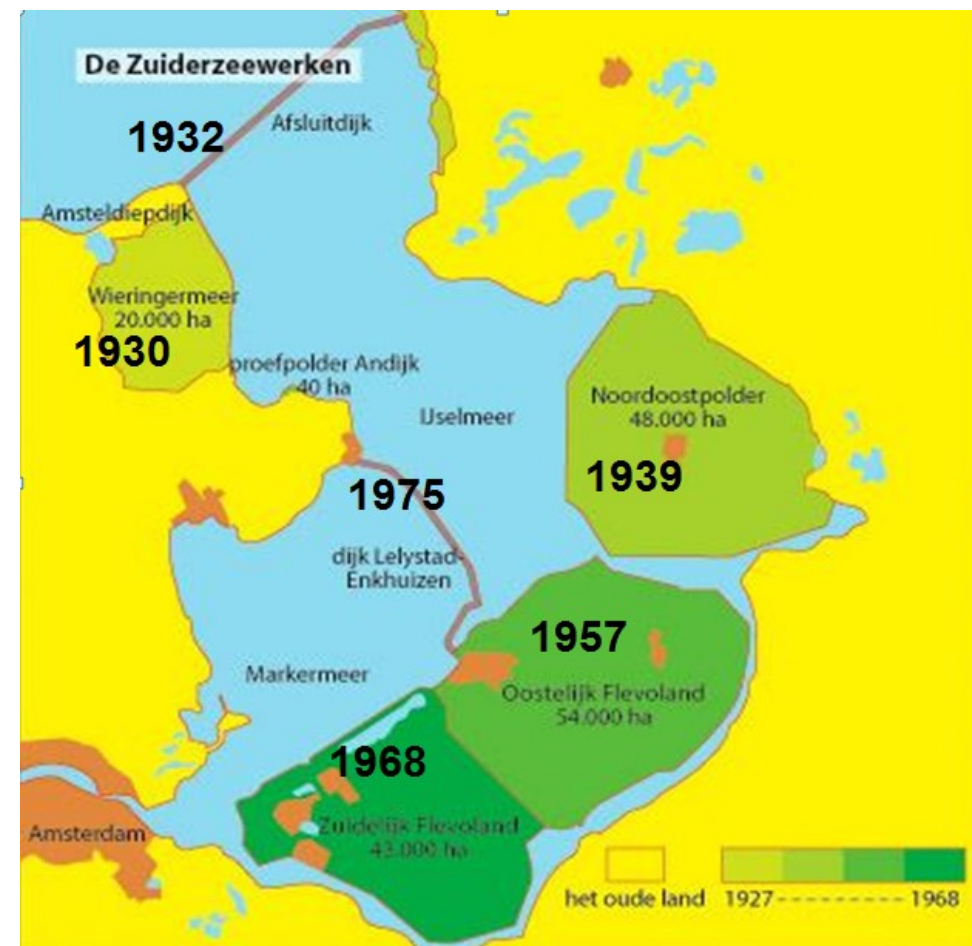 De Zuiderzeewerken
1932
Afsluitdijk
Amsteldiepdijk
Wieringermeer
20.000 ha
1930
proefpolder Andijk
40 ha
IJselmeer
Noordoostpolder
48.000 ha
1939
1975
dijk Lelystad-
Enkhuizen
1957
Markermeer
Oostelijk Flevoland
54.000 ha
1968
Zuidelijk Flevoland
43.000 ha
Amsterdam
het oude land
1927 - - - - - - - - - - 1968